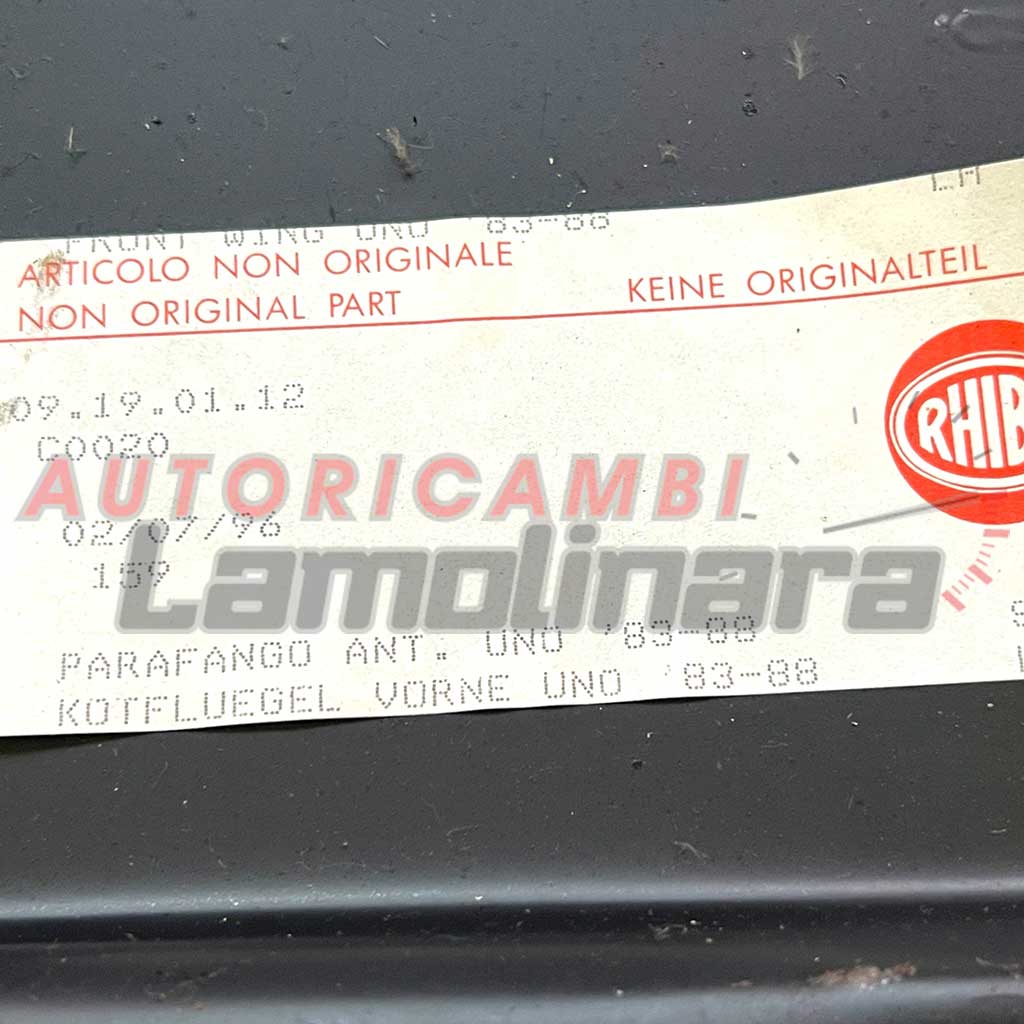 FRONT WING UNO '83-88
LH
ARTICOLO NON ORIGINALE
NON ORIGINAL PART
KEINE ORIGINALTEIL
09.19.01.12
C0020
RHIB
AUTORICAMBI
02/07/96
Lamolinara
159
PARAFANGO ANT. UNO '83-88
KOTFLUEGEL VORNE UNO '83-88